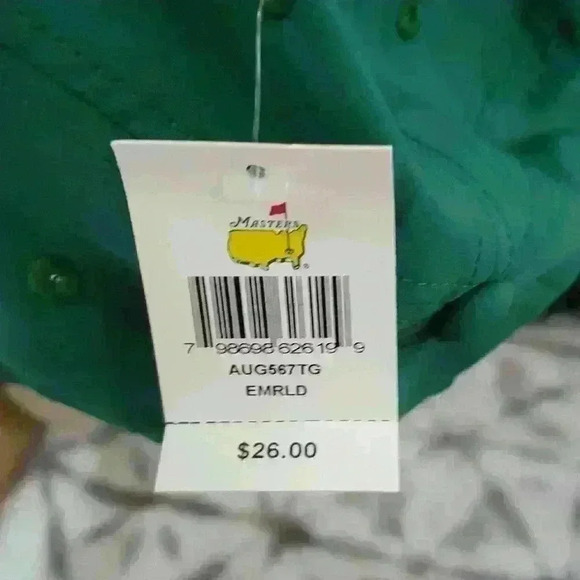 MASTERS
7 98698 62619 9
AUG567TG
EMRLD
$26.00